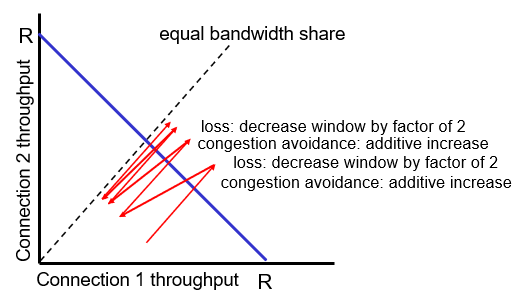 equal bandwidth share
R
Connection 2 throughput
loss: decrease window by factor of 2
congestion avoidance: additive increase
loss: decrease window by factor of 2
congestion avoidance: additive increase
Connection 1 throughput
R